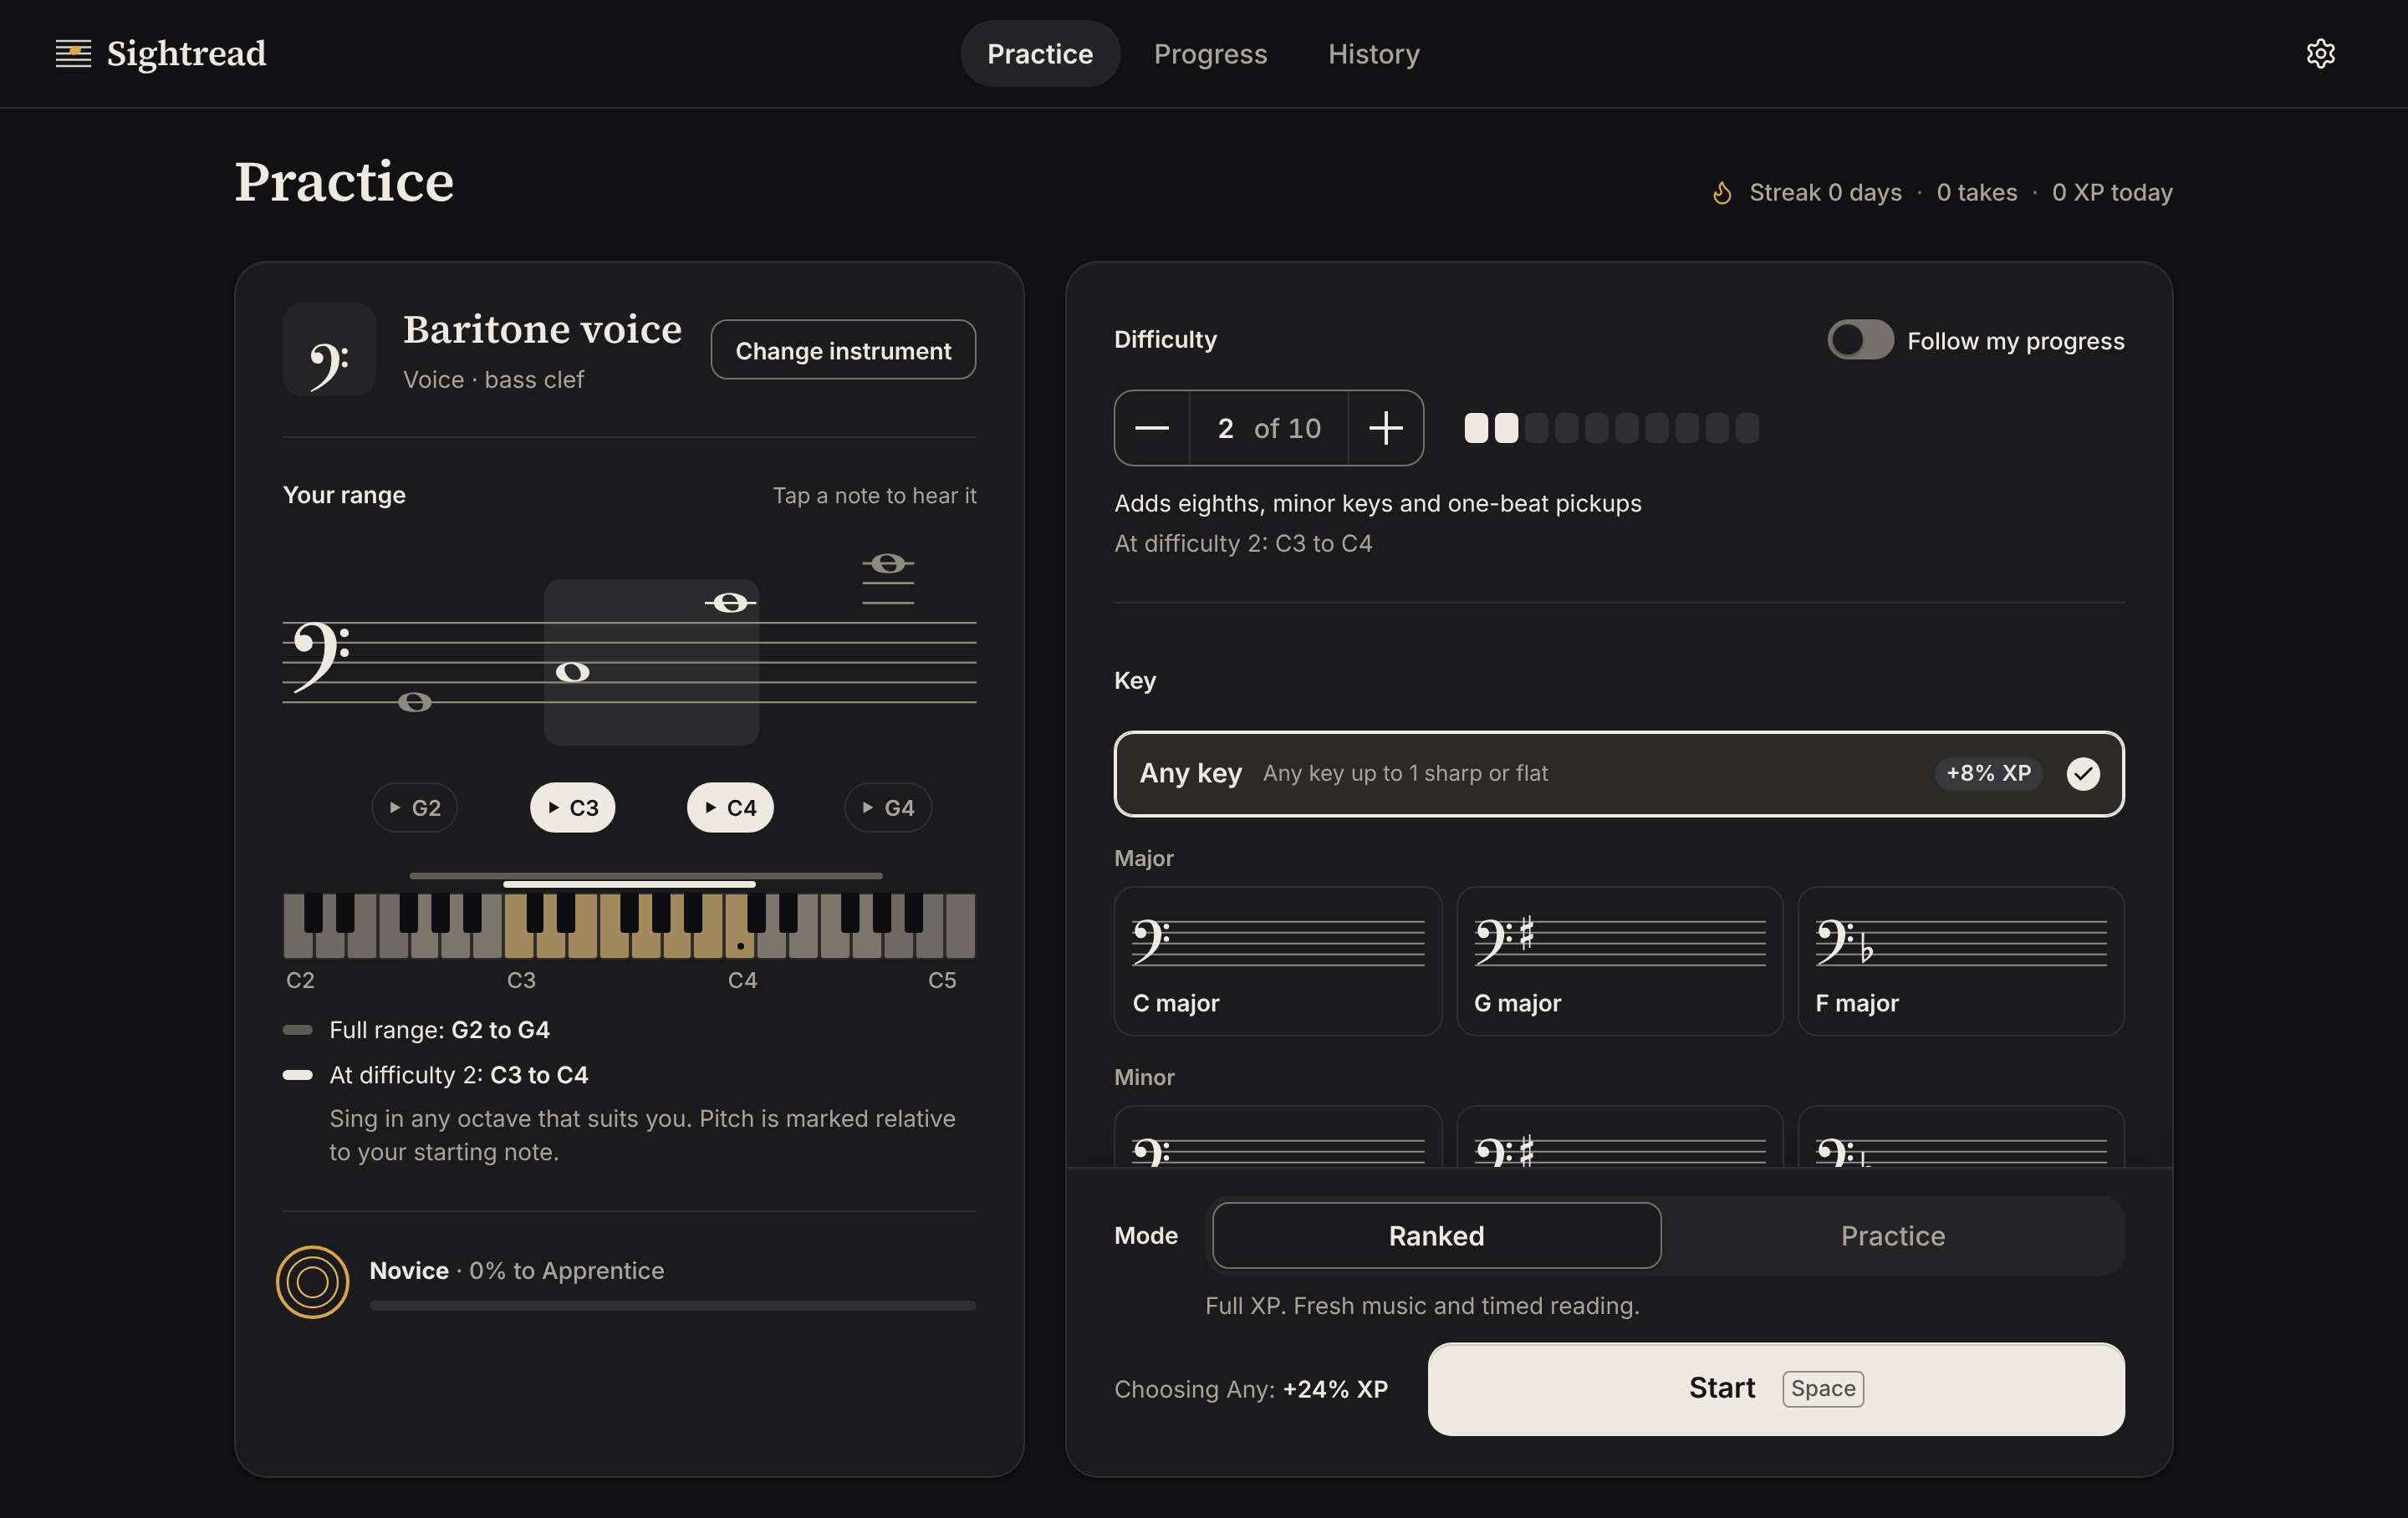 Sightread
Practice
Progress
History
Practice
Streak 0 days · 0 takes · 0 XP today
Baritone voice
Voice · bass clef
Change instrument
Your range
Tap a note to hear it
G2
C3
C4
G4
C2
C3
C4
C5
Full range: G2 to G4
At difficulty 2: C3 to C4
Sing in any octave that suits you. Pitch is marked relative
to your starting note.
Novice · 0% to Apprentice
Difficulty
Follow my progress
2 of 10
Adds eighths, minor keys and one-beat pickups
At difficulty 2: C3 to C4
Key
Any key Any key up to 1 sharp or flat +8% XP
Major
C major
G major
F major
Minor
Mode
Ranked
Practice
Full XP. Fresh music and timed reading.
Choosing Any: +24% XP
Start Space